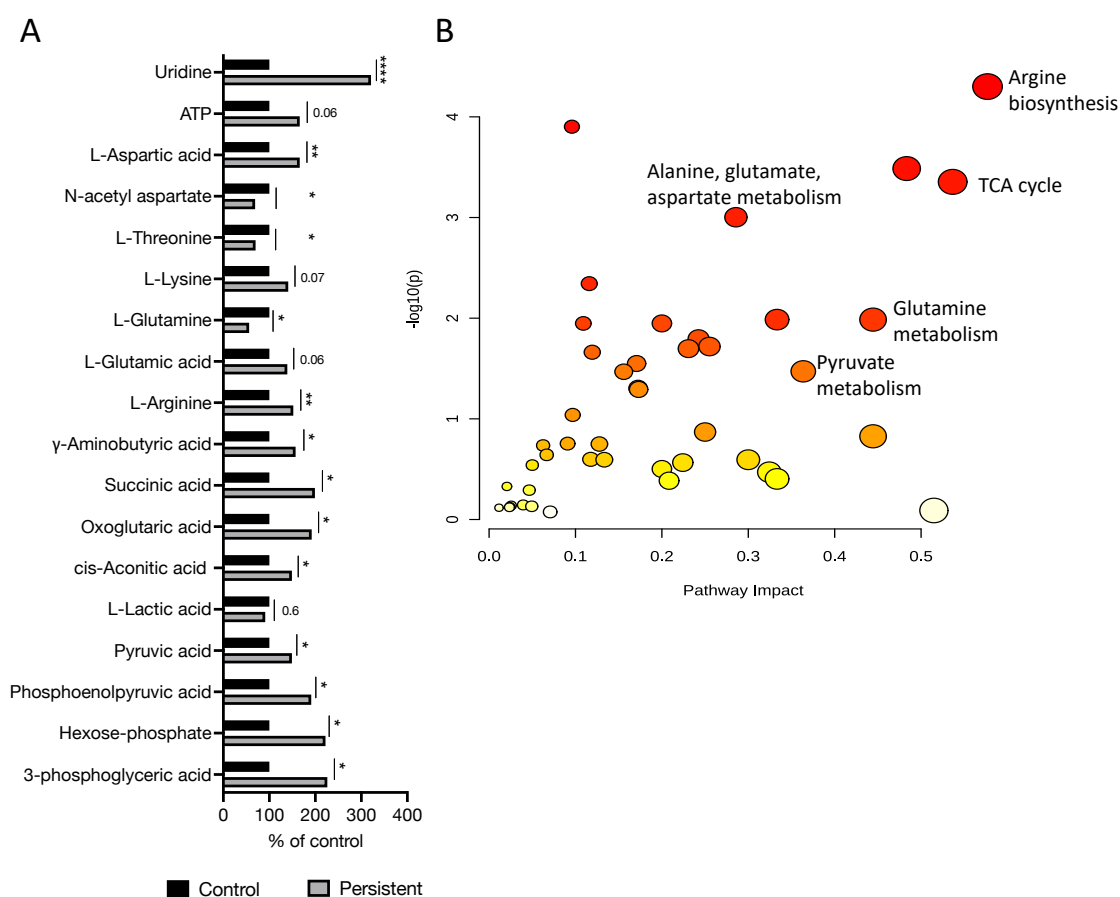 A
Uridine
****
ATP
0.06
L-Aspartic acid
**
N-acetyl aspartate
*
L-Threonine
*
L-Lysine
0.07
L-Glutamine
*
L-Glutamic acid
0.06
L-Arginine
**
γ-Aminobutyric acid
*
Succinic acid
*
Oxoglutaric acid
*
cis-Aconitic acid
*
L-Lactic acid
0.6
Pyruvic acid
*
Phosphoenolpyruvic acid
*
Hexose-phosphate
*
3-phosphoglyceric acid
*
0 100 200 300 400
% of control
Control Persistent
B
Argine
biosynthesis
Alanine, glutamate,
aspartate metabolism
TCA cycle
Glutamine
metabolism
Pyruvate
metabolism
-log10(p)
4
3
2
1
0
0.0 0.1 0.2 0.3 0.4 0.5
Pathway Impact